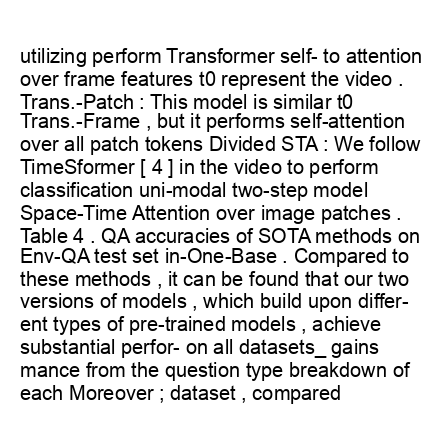 utilizing perform Transformer self- to attention
over frame features t0 represent the video .
Trans.-Patch : This model is similar t0
Trans.-Frame , but it performs self-attention
over all patch tokens Divided STA : We follow
TimeSformer [ 4 ] in the video to perform
classification uni-modal two-step model
Space-Time Attention over image patches .
Table 4 . QA accuracies of SOTA methods on
Env-QA test set in-One-Base . Compared to
these methods , it can be found that our two
versions of models , which build upon differ-
ent types of pre-trained models , achieve
substantial perfor- on all datasets_ gains
mance from the question type breakdown of
each Moreover ; dataset , compared